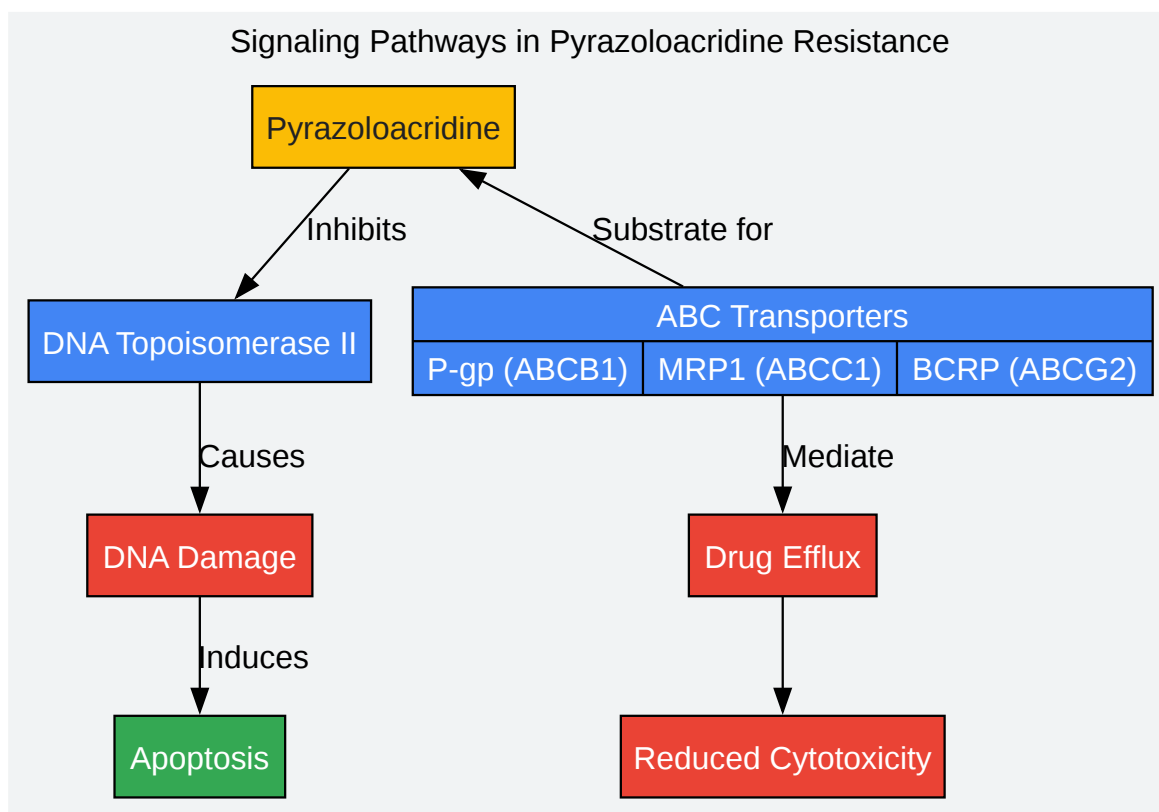 Signaling Pathways in Pyrazoloacridine Resistance
Pyrazoloacridine
Inhibits
Substrate for
DNA Topoisomerase II
ABC Transporters
P-gp (ABCB1)
MRP1 (ABCC1)
BCRP (ABCG2)
Causes
Mediate
DNA Damage
Drug Efflux
Induces
Apoptosis
Reduced Cytotoxicity